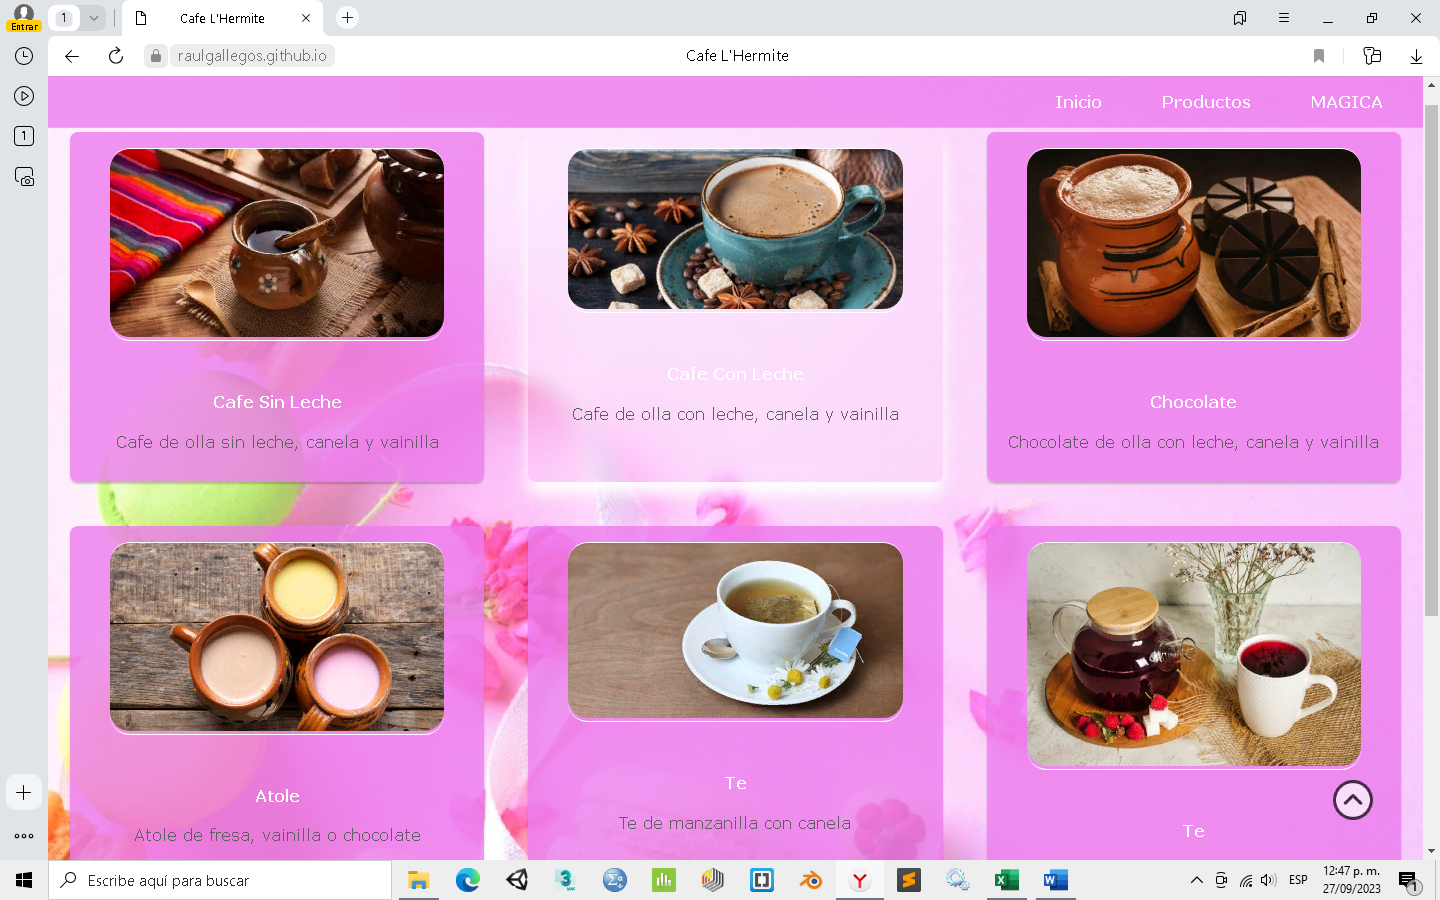 1
Cafe L'Hermite
Entrar
raulgallegos.github.io
Cafe L'Hermite
1
Inicio
Productos
MAGICA
Cafe Sin Leche
Cafe de olla sin leche, canela y vainilla
Cafe Con Leche
Cafe de olla con leche, canela y vainilla
Chocolate
Chocolate de olla con leche, canela y vainilla
Atole
Atole de fresa, vainilla o chocolate
Te
Te de manzanilla con canela
Te
Escribe aquí para buscar
ESP
12:47 p. m.
27/09/2023
1